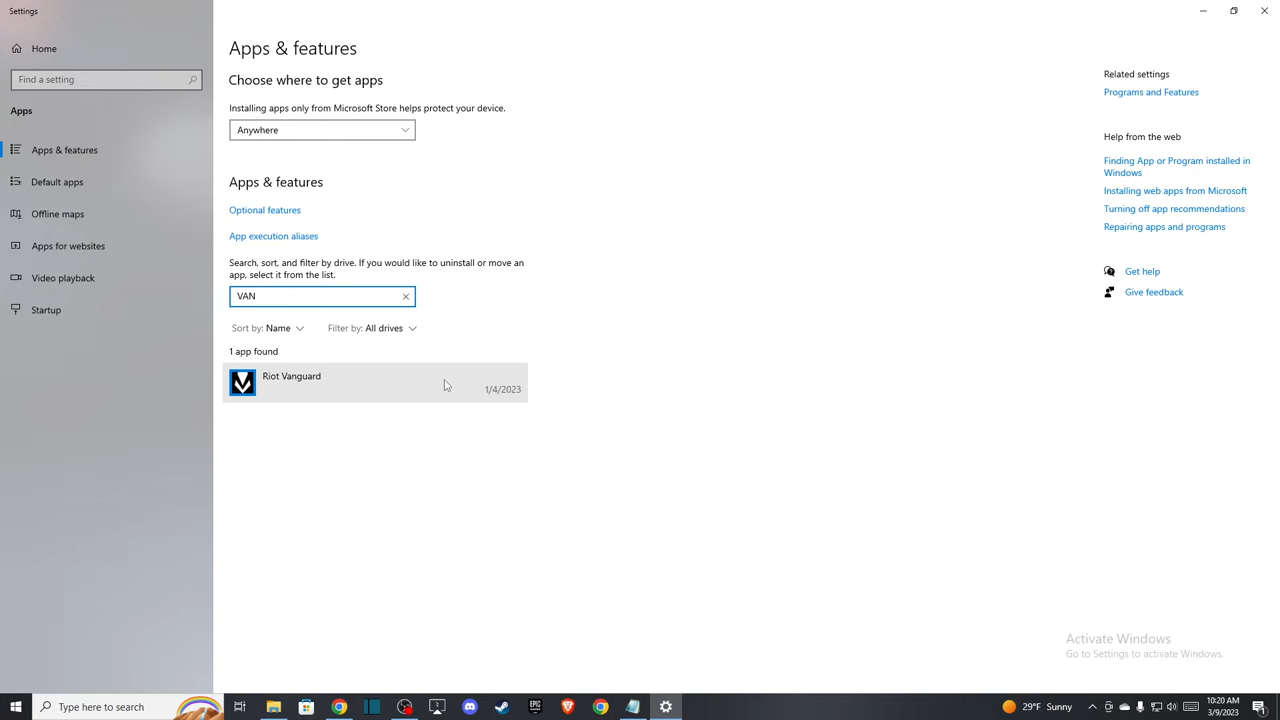 Settings
Home
Find a setting
Apps
Apps & features
Default apps
Offline maps
Apps for websites
Video playback
Startup
Apps & features
Choose where to get apps
Installing apps only from Microsoft Store helps protect your device.
Anywhere
Apps & features
Optional features
App execution aliases
Search, sort, and filter by drive. If you would like to uninstall or move an
app, select it from the list.
VAN
Sort by: Name Filter by: All drives
1 app found
Riot Vanguard
1/4/2023
Related settings
Programs and Features
Help from the web
Finding App or Program installed in
Windows
Installing web apps from Microsoft
Turning off app recommendations
Repairing apps and programs
Get help
Give feedback
Activate Windows
Go to Settings to activate Windows.
Type here to search
EPIC
29°F Sunny
10:20 AM
3/9/2023